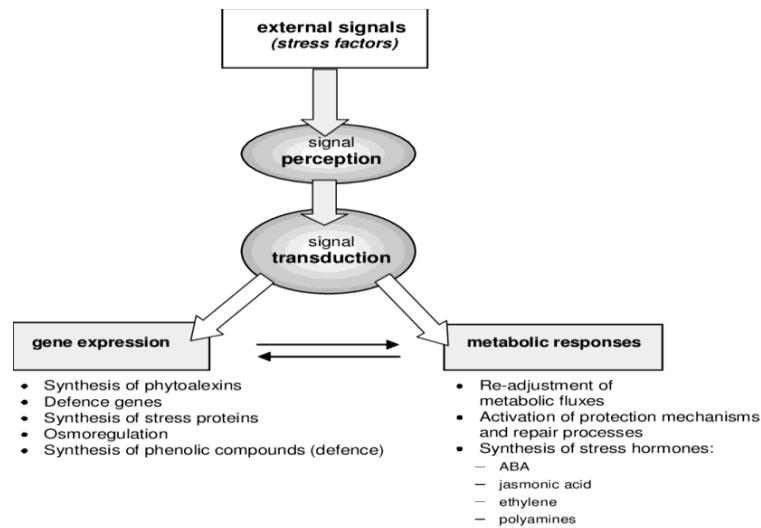 external signals
(stress factors)
signal
perception
signal
transduction
gene expression
metabolic responses
• Synthesis of phytoalexins
• Defence genes
• Synthesis of stress proteins
• Osmoregulation
• Synthesis of phenolic compounds (defence)
• Re-adjustment of
metabolic fluxes
• Activation of protection mechanisms
and repair processes
• Synthesis of stress hormones:
– ABA
– jasmonic acid
– ethylene
– polyamines